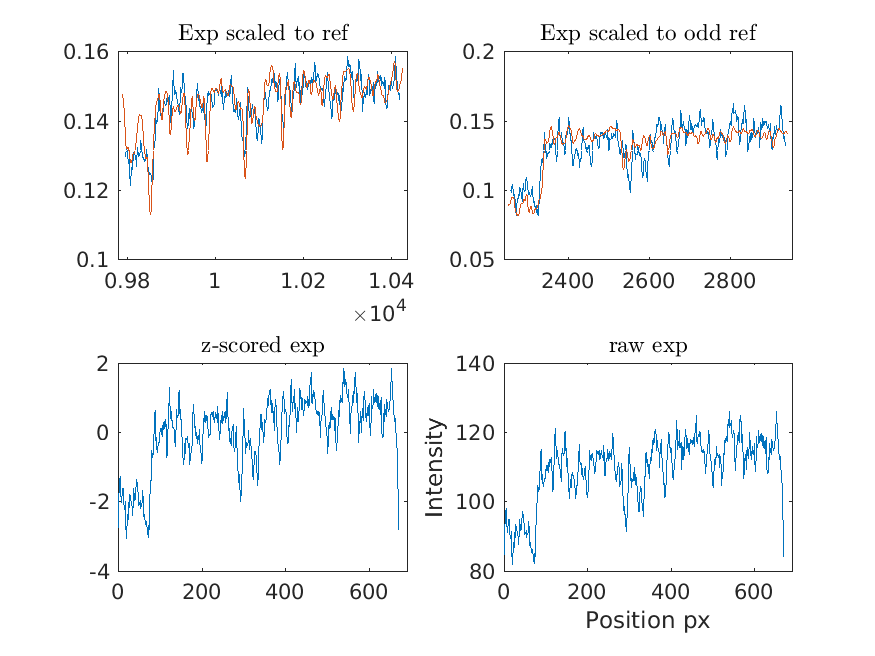 Exp scaled to ref
0.16
0.14
0.12
0.1
0.98 1 1.02 1.04
×10^4
Exp scaled to odd ref
0.2
0.15
0.1
0.05
2400 2600 2800
z-scored exp
2
0
-2
-4
0 200 400 600
raw exp
Intensity
140
120
100
80
0 200 400 600
Position px